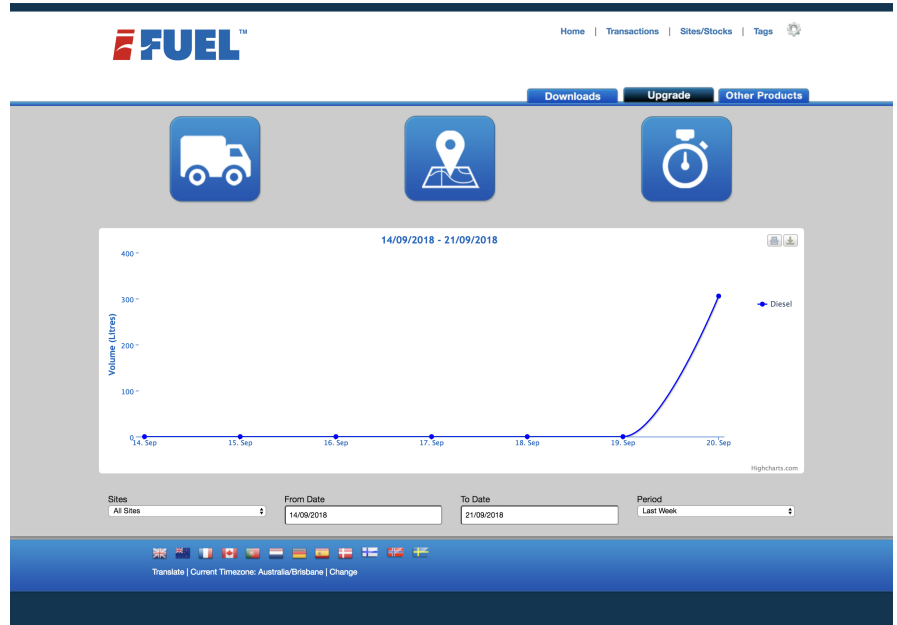 FUEL™
Home | Transactions | Sites/Stocks | Tags
Downloads Upgrade Other Products
14/09/2018 - 21/09/2018
Volume (Litres)
400
300
200
100
0
14. Sep 15. Sep 16. Sep 17. Sep 18. Sep 19. Sep 20. Sep
Diesel
Highcharts.com
Sites From Date To Date Period
All Sites 14/09/2018 21/09/2018 Last Week
Translate | Current Timezone: Australia/Brisbane | Change